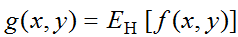 g(x, y) = E_H [f(x, y)]